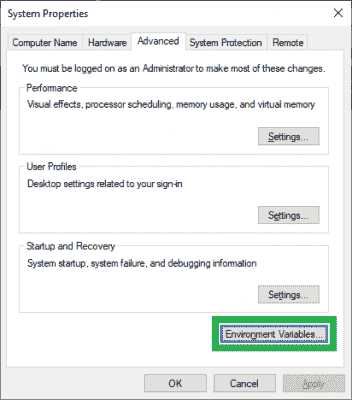 System Properties
Computer Name Hardware Advanced System Protection Remote
You must be logged on as an Administrator to make most of these changes.
Performance
Visual effects, processor scheduling, memory usage, and virtual memory
Settings...
User Profiles
Desktop settings related to your sign-in
Settings...
Startup and Recovery
System startup, system failure, and debugging information
Settings...
Environment Variables...
OK Cancel Apply